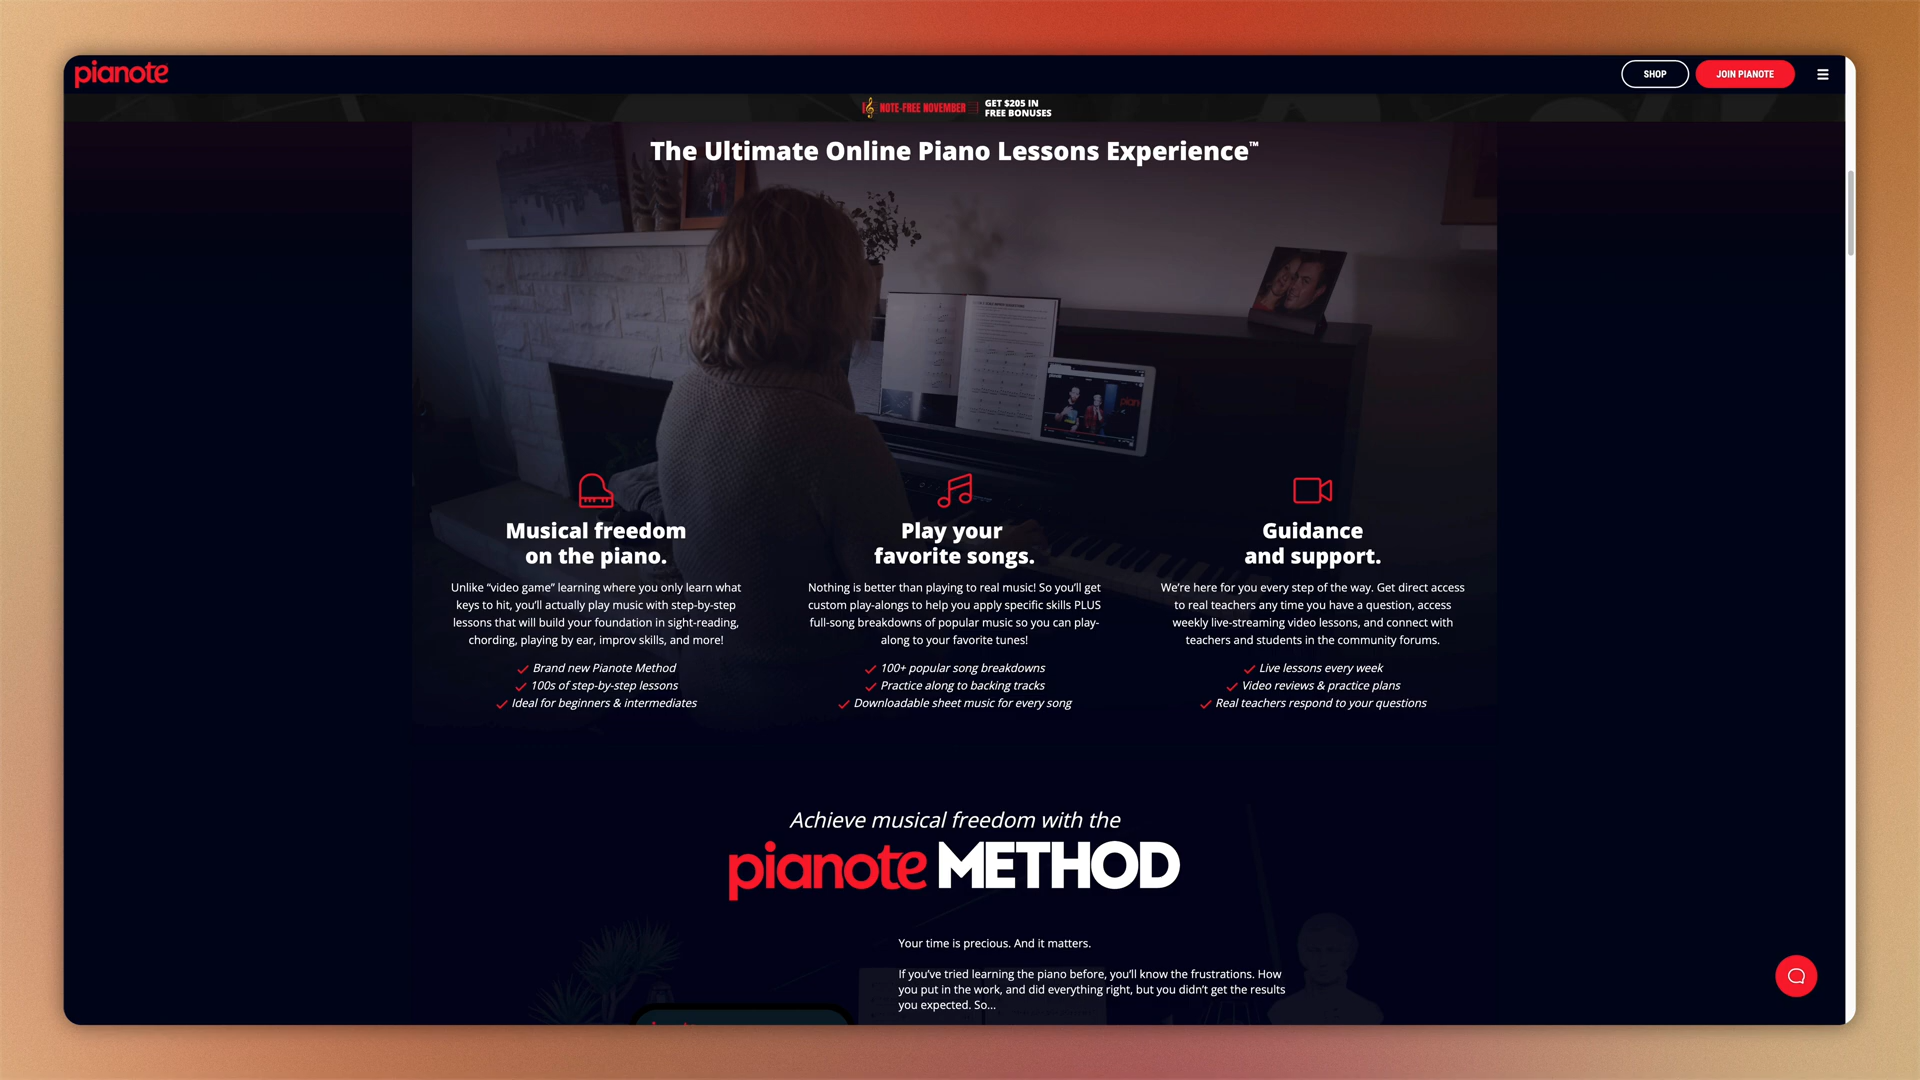 pianote
SHOP
JOIN PIANOTE
NOTE-FREE NOVEMBER
GET $205 IN
FREE BONUSES
The Ultimate Online Piano Lessons Experience™
Musical freedom
on the piano.
Unlike “video game” learning where you only learn what
keys to hit, you’ll actually play music with step-by-step
lessons that will build your foundation in sight-reading,
chording, playing by ear, improv skills, and more!
Brand new Pianote Method
100s of step-by-step lessons
Ideal for beginners & intermediates
Play your
favorite songs.
Nothing is better than playing to real music! So you’ll get
custom play-alongs to help you apply specific skills PLUS
full-song breakdowns of popular music so you can play-
along to your favorite tunes!
100+ popular song breakdowns
Practice along to backing tracks
Downloadable sheet music for every song
Guidance
and support.
We’re here for you every step of the way. Get direct access
to real teachers any time you have a question, access
weekly live-streaming video lessons, and connect with
teachers and students in the community forums.
Live lessons every week
Video reviews & practice plans
Real teachers respond to your questions
Achieve musical freedom with the
pianote METHOD
Your time is precious. And it matters.
If you’ve tried learning the piano before, you’ll know the frustrations. How
you put in the work, and did everything right, but you didn’t get the results
you expected. So...